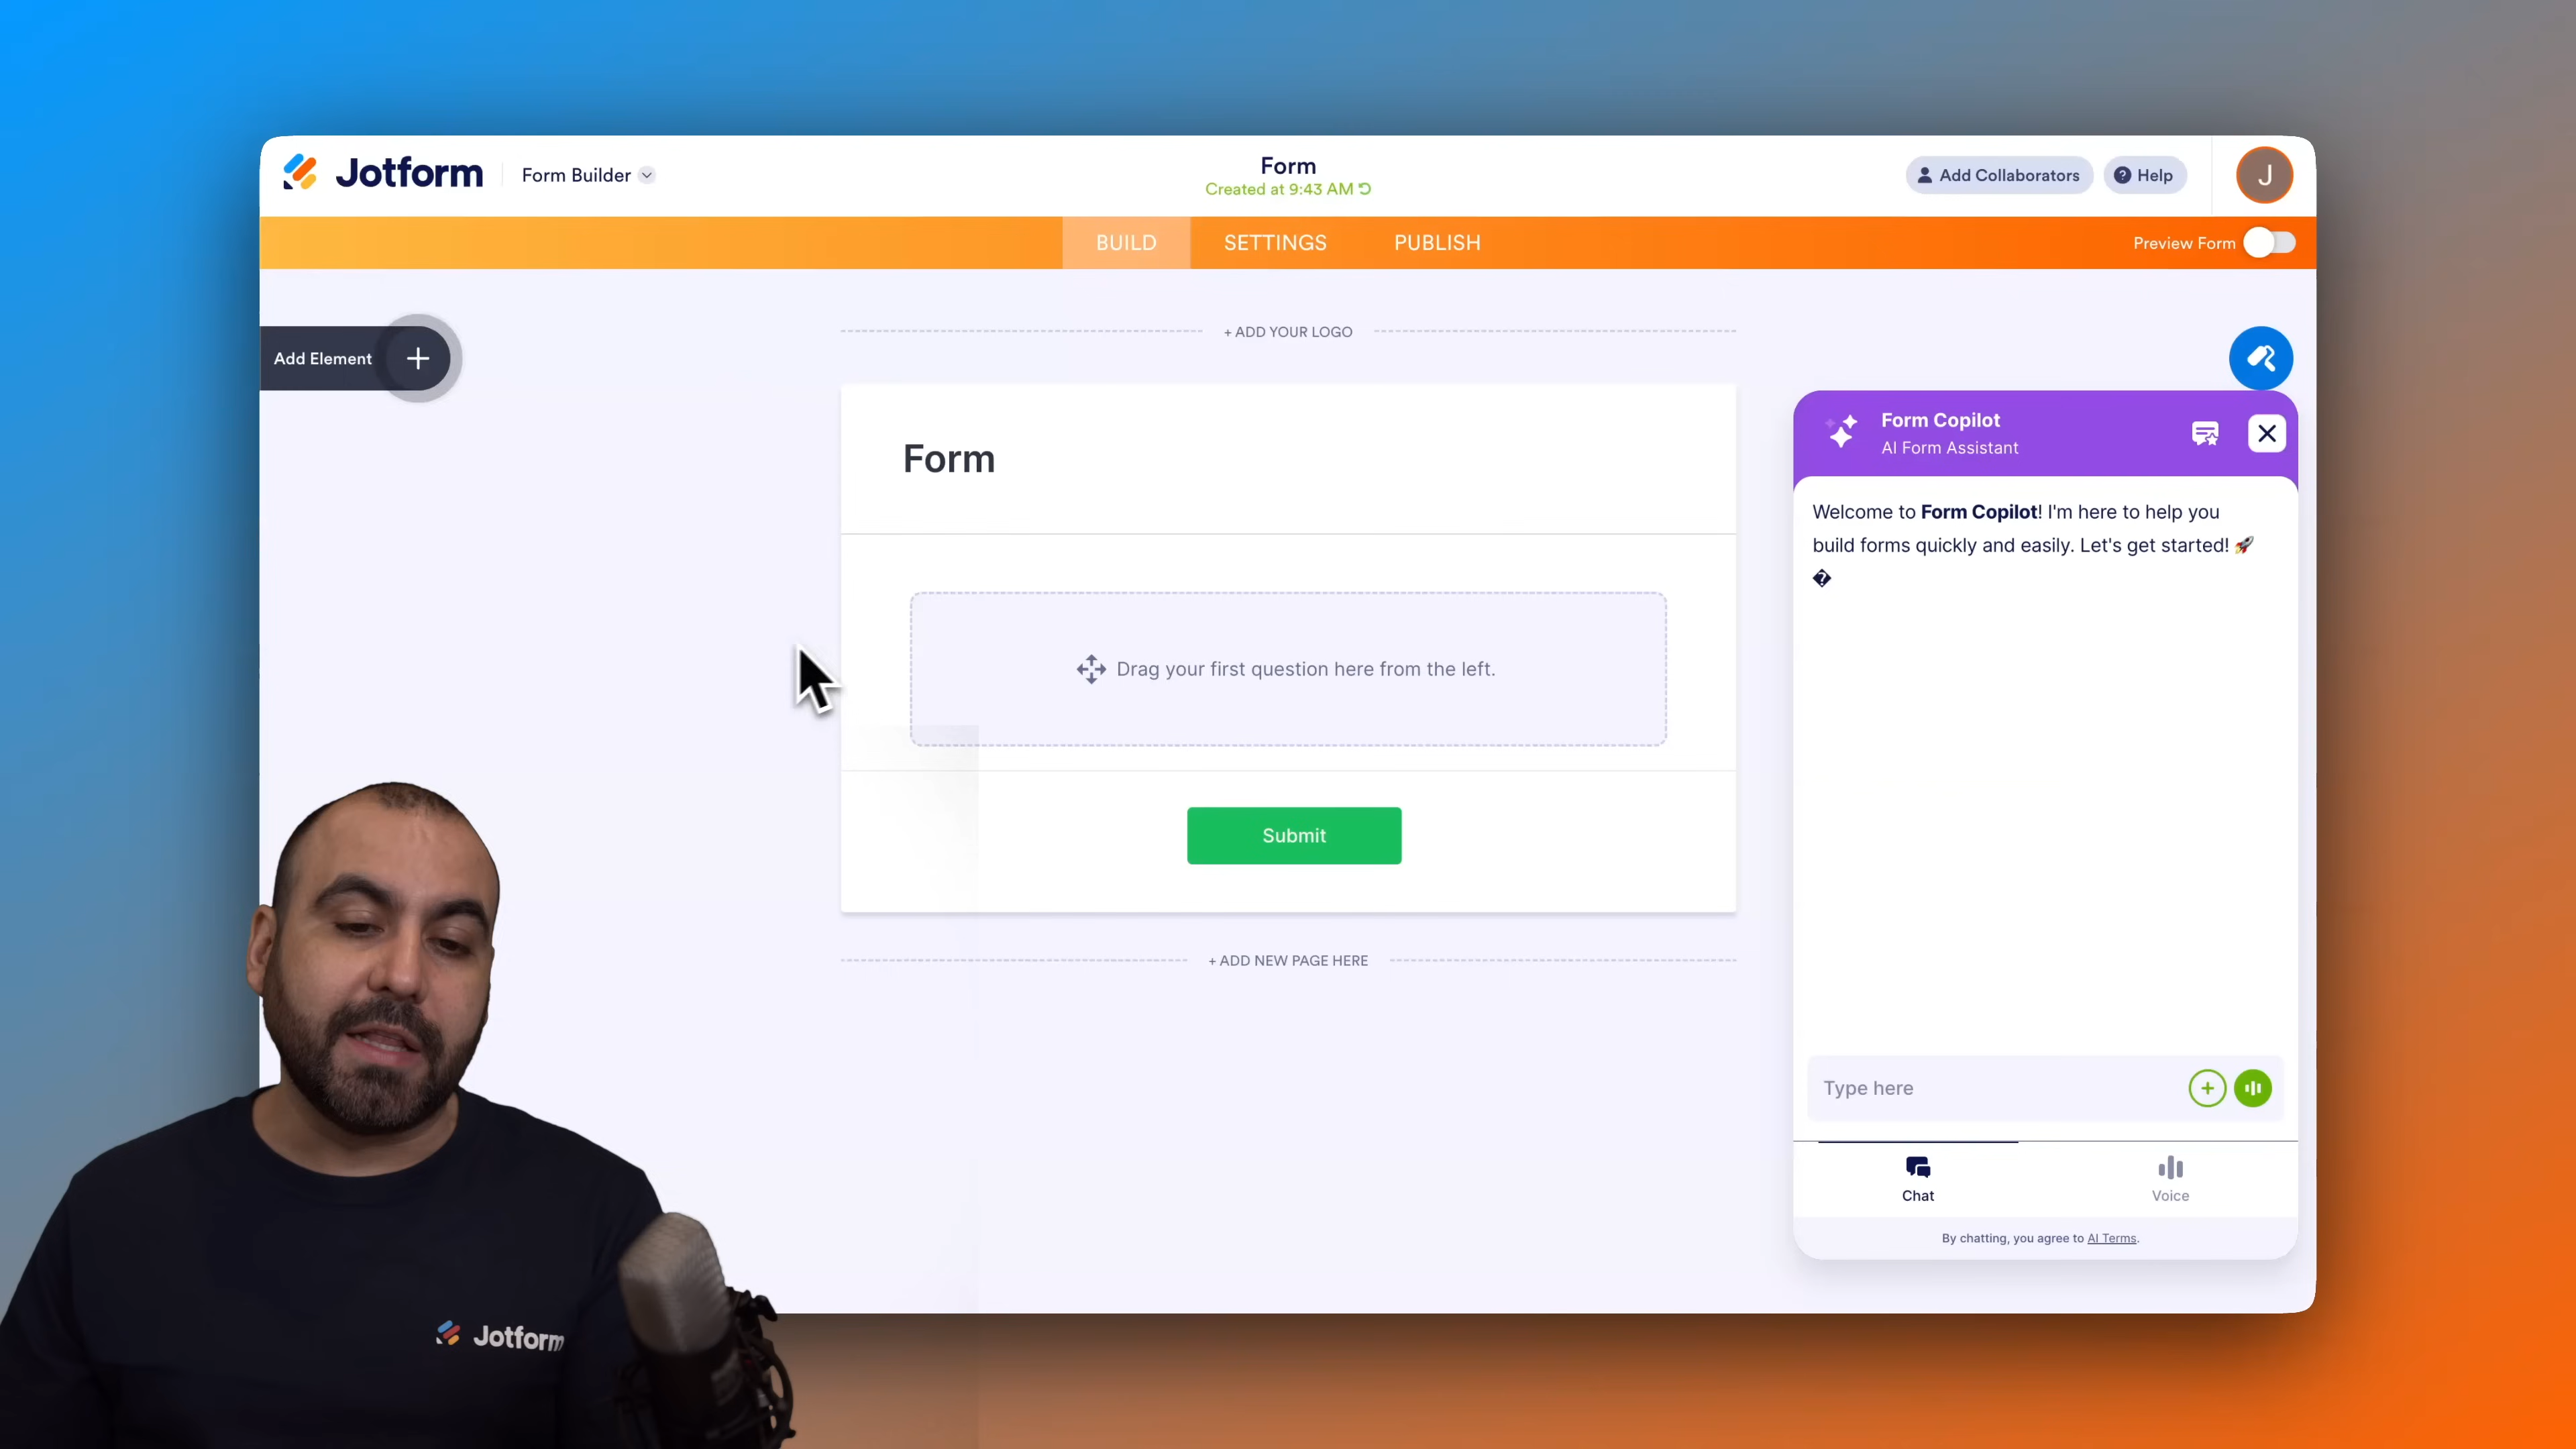 Jotform
Form Builder
Form
Created at 9:43 AM
Add Collaborators
Help
J
BUILD
SETTINGS
PUBLISH
Preview Form
Add Element
+ ADD YOUR LOGO
Form
Drag your first question here from the left.
Submit
+ ADD NEW PAGE HERE
Form Copilot
AI Form Assistant
Welcome to Form Copilot! I'm here to help you
build forms quickly and easily. Let's get started! 🚀
�
Type here
Chat
Voice
By chatting, you agree to AI Terms.
Jotform